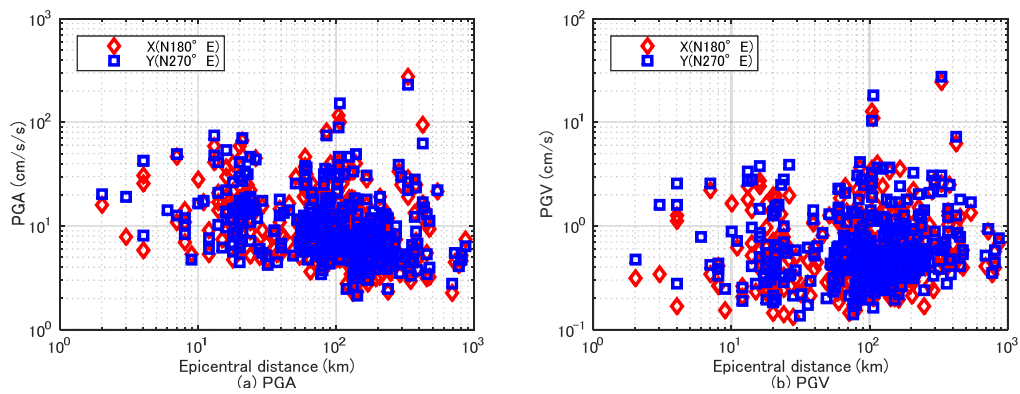 10³
10²
10¹
10⁰
PGA (cm/s/s)
X(N180° E)
Y(N270° E)
10⁰
10¹
10²
10³
Epicentral distance (km)
(a) PGA
10²
10¹
10⁰
10⁻¹
PGV (cm/s)
X(N180° E)
Y(N270° E)
10⁰
10¹
10²
10³
Epicentral distance (km)
(b) PGV